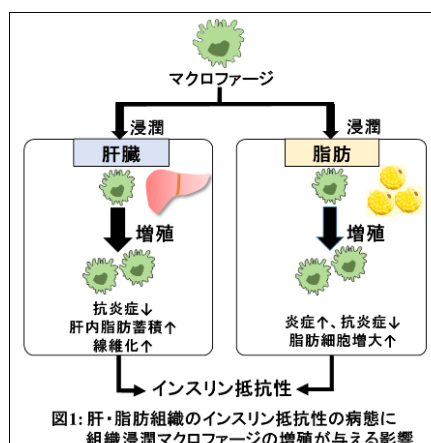 マクロファージ
浸潤 浸潤
肝臓 脂肪
増殖 増殖
抗炎症↓
肝内脂肪蓄積↑
線維化↑
炎症↑、抗炎症↓
脂肪細胞増大↑
インスリン抵抗性
図1: 肝・脂肪組織のインスリン抵抗性の病態に
組織浸潤マクロファージの増殖が与える影響